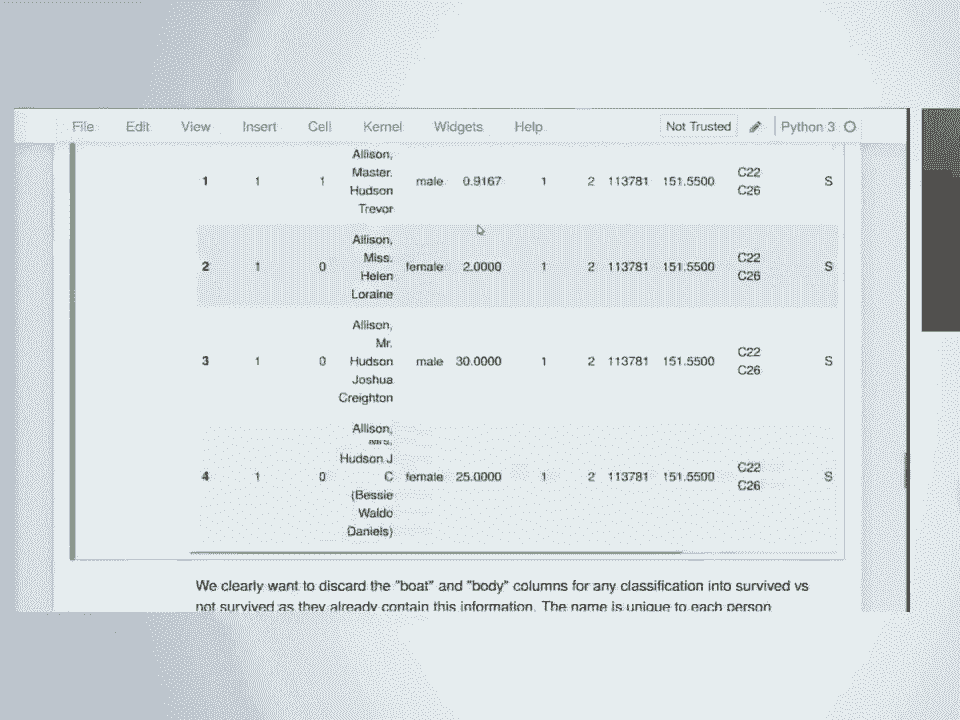 File Edit View Insert Cell Kernel Widgets Help Not Trusted Python 3
Allison,
Master.
1 1 1 Hudson male 0.9167 1 2 113781 151.5500 C22 C26 S
Trevor
Allison,
Miss.
2 1 0 Helen female 2.0000 1 2 113781 151.5500 C22 C26 S
Loraine
Allison,
Mr.
3 1 0 Hudson male 30.0000 1 2 113781 151.5500 C22 C26 S
Joshua
Creighton
Allison,
Hudson J
4 1 0 C female 25.0000 1 2 113781 151.5500 C22 C26 S
(Bessie
Waldo
Daniels)
We clearly want to discard the "boat" and "body" columns for any classification into survived vs
not survived as they already contain this information. The name is unique to each person